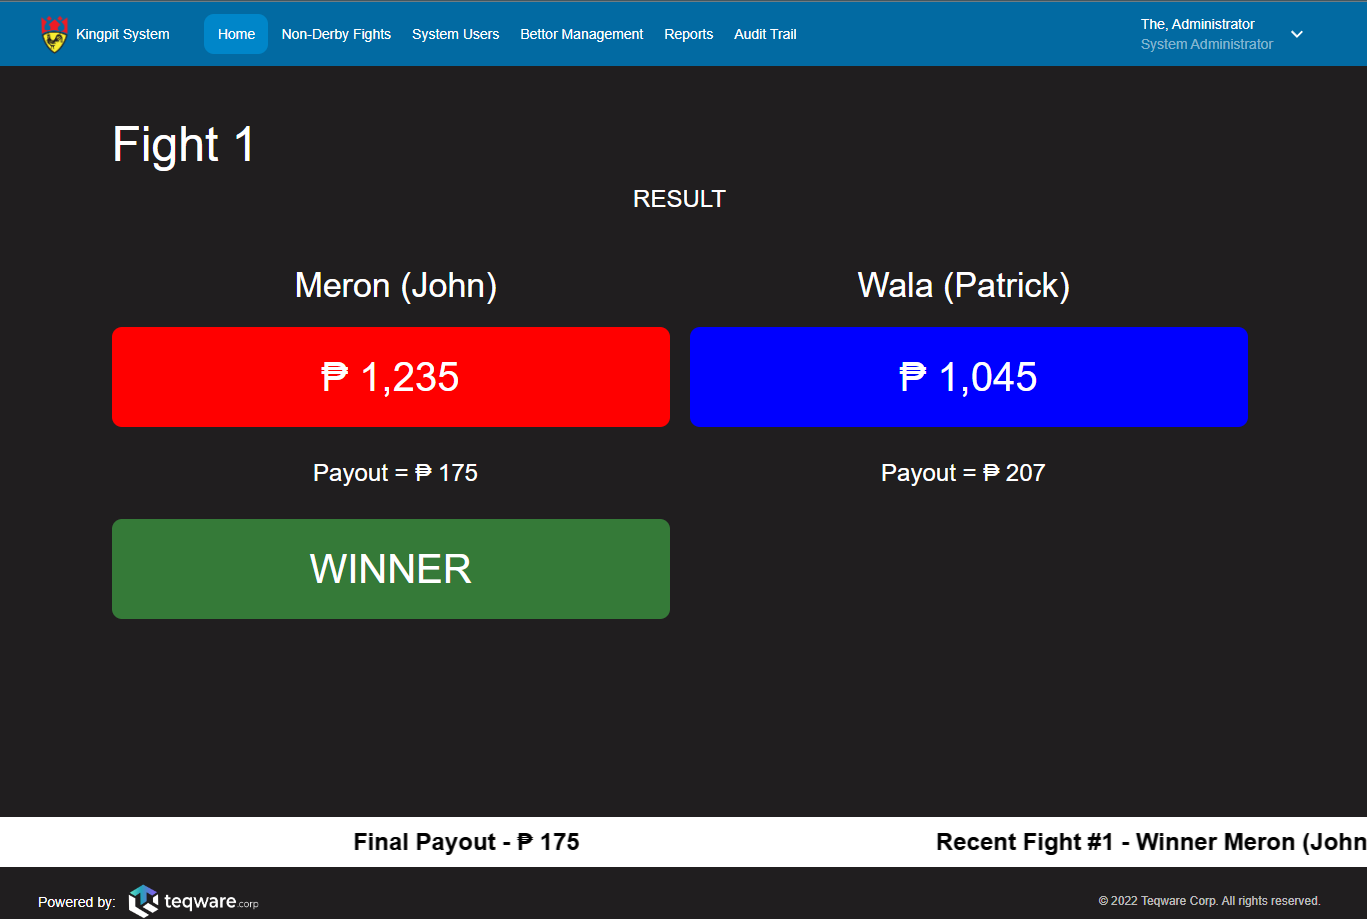 Kingpit System
Home
Non-Derby Fights
System Users
Bettor Management
Reports
Audit Trail
The, Administrator
System Administrator
Fight 1
RESULT
Meron (John)
Wala (Patrick)
₱ 1,235
₱ 1,045
Payout = ₱ 175
Payout = ₱ 207
WINNER
Final Payout - ₱ 175
Recent Fight #1 - Winner Meron (John
Powered by:
teqware.corp
© 2022 Teqware Corp. All rights reserved.